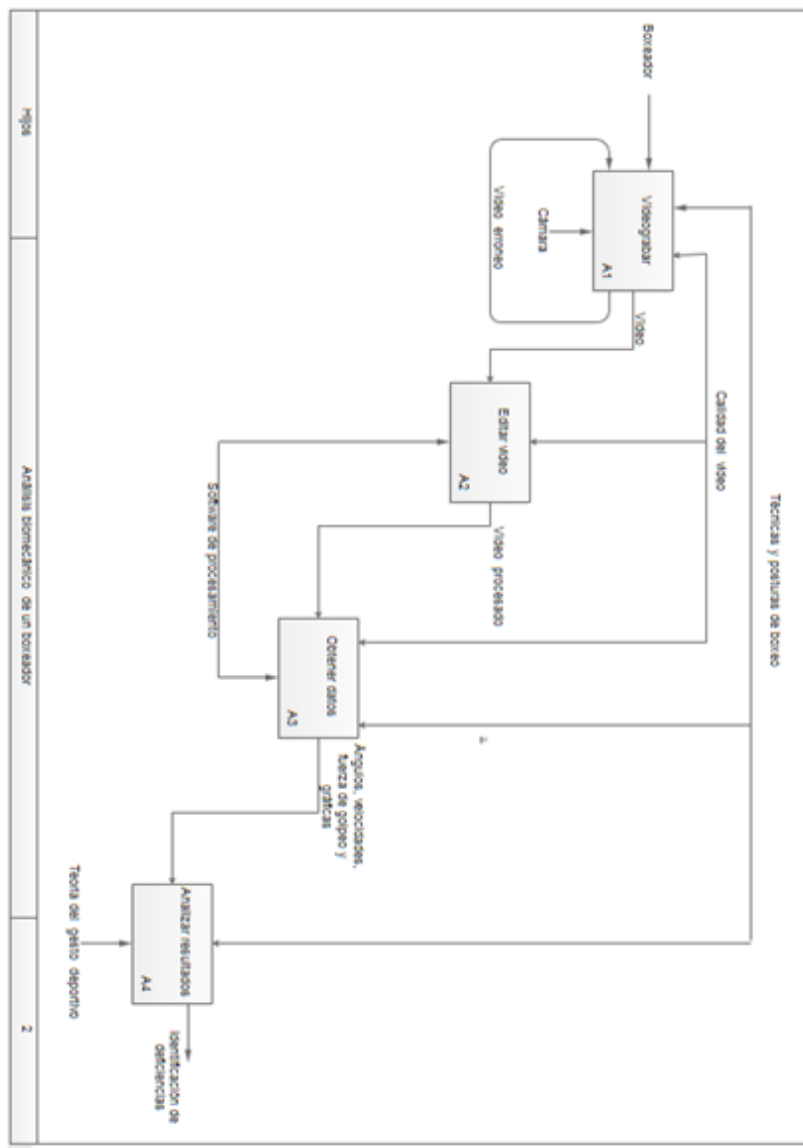 Técnicas y posturas de boxeo
Calidad del video
Boxeador
Videograbar
A1
Video
Cámara
Video erroneo
Editar video
A2
Video procesado
Software de procesamiento
Obtener datos
A3
Ángulos, velocidades,
fuerza de golpeo y
gráficas
Analizar resultados
A4
Identificación de
deficiencias
Teoría del gesto deportivo
Hijos
Análisis biomecánico de un boxeador
2